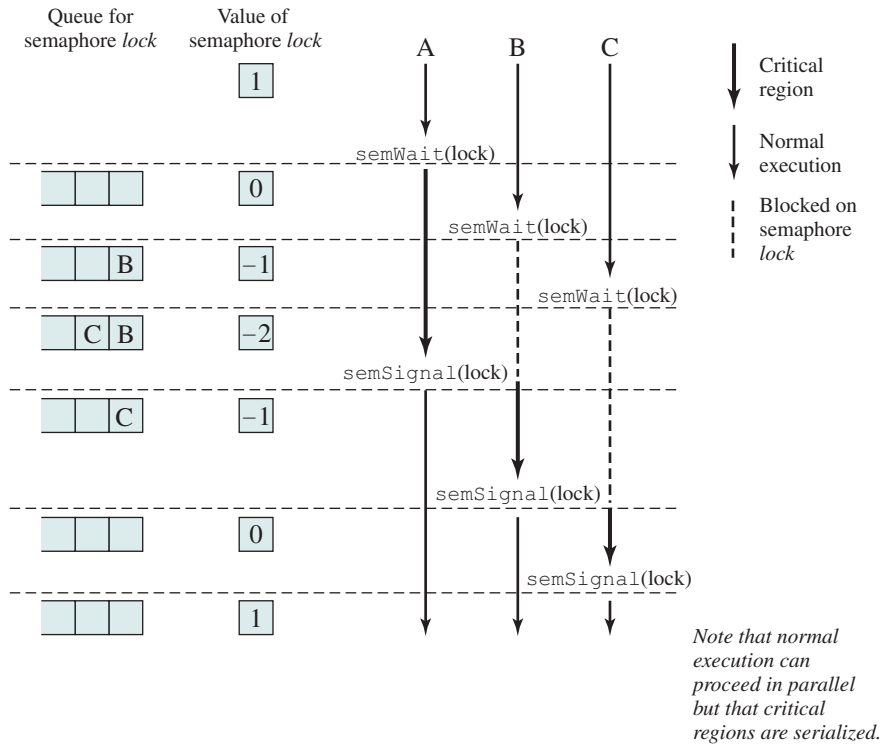 Queue for
semaphore lock
Value of
semaphore lock
A
B
C
1
Critical
region
Normal
execution
Blocked on
semaphore
lock
semWait(lock)
0
semWait(lock)
B
–1
semWait(lock)
C B
–2
semSignal(lock)
C
–1
semSignal(lock)
0
semSignal(lock)
1
Note that normal
execution can
proceed in parallel
but that critical
regions are serialized.